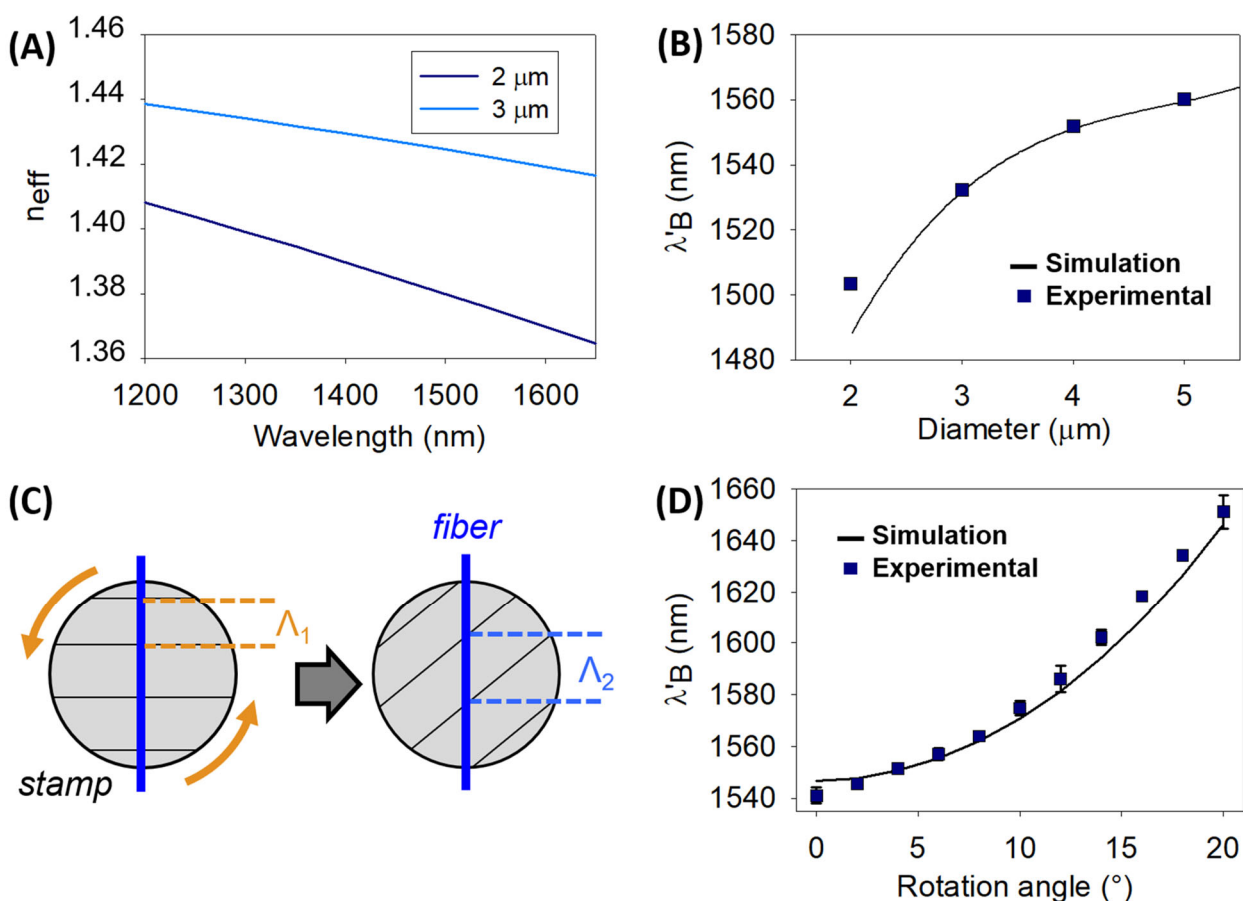 (A)
1.46
1.44
1.42
1.40
1.38
1.36
neff
2 μm
3 μm
1200 1300 1400 1500 1600
Wavelength (nm)
(B)
1580
1560
1540
1520
1500
1480
λ'B (nm)
Simulation
Experimental
2 3 4 5
Diameter (μm)
(C)
fiber
Λ1
Λ2
stamp
(D)
1660
1640
1620
1600
1580
1560
1540
λ'B (nm)
Simulation
Experimental
0 5 10 15 20
Rotation angle (°)